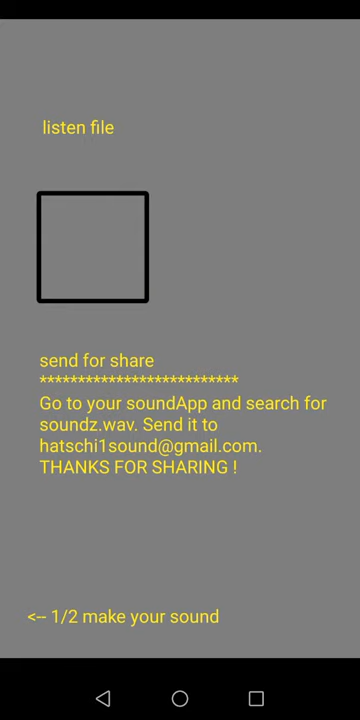 listen file
send for share
**************************
Go to your soundApp and search for
soundz.wav. Send it to
hatschi1sound@gmail.com.
THANKS FOR SHARING !
<-- 1/2 make your sound